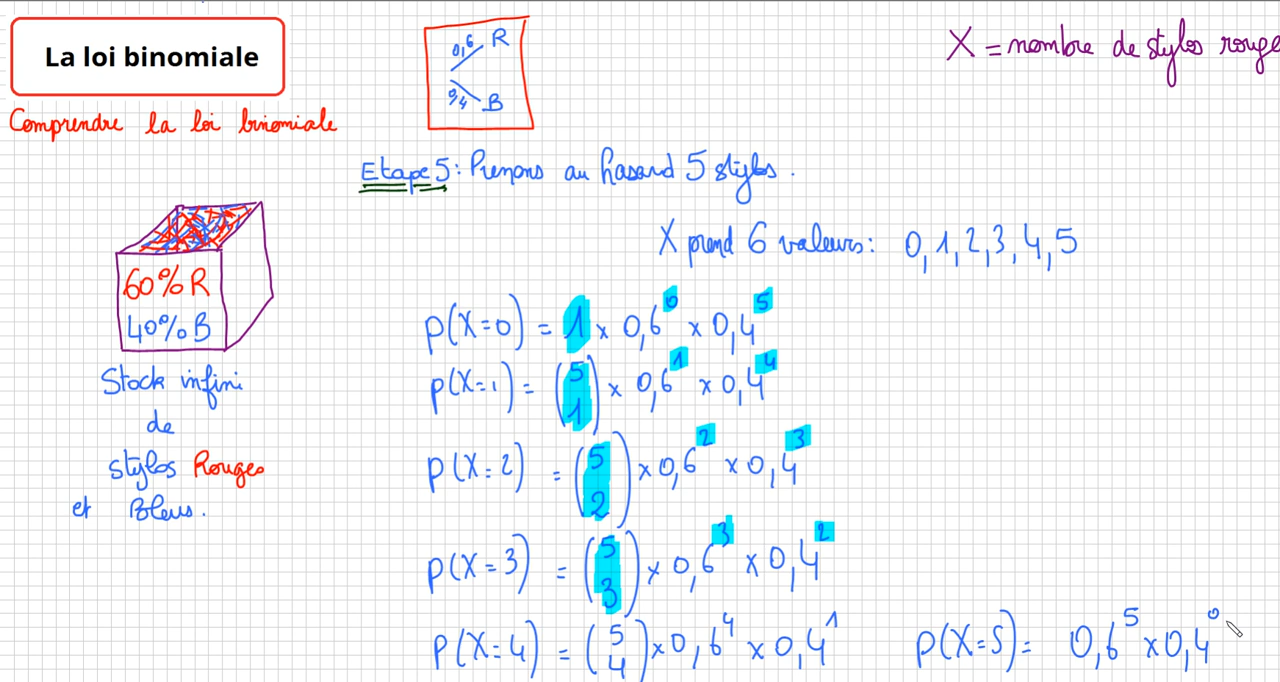 La loi binomiale
Comprendre la loi binomiale
0,6 R
0,4 B
X = nombre de stylos rouge
Etape 5 : Prenons au hasard 5 stylos.
X prend 6 valeurs : 0, 1, 2, 3, 4, 5
60% R
40% B
Stock infini
de
stylos Rouges
et Bleus.
p(X=0) = 1 × 0,6⁰ × 0,4⁵
p(X=1) = (5 1) × 0,6¹ × 0,4⁴
p(X=2) = (5 2) × 0,6² × 0,4³
p(X=3) = (5 3) × 0,6³ × 0,4²
p(X=4) = (5 4) × 0,6⁴ × 0,4¹
p(X=5) = 0,6⁵ × 0,4⁰